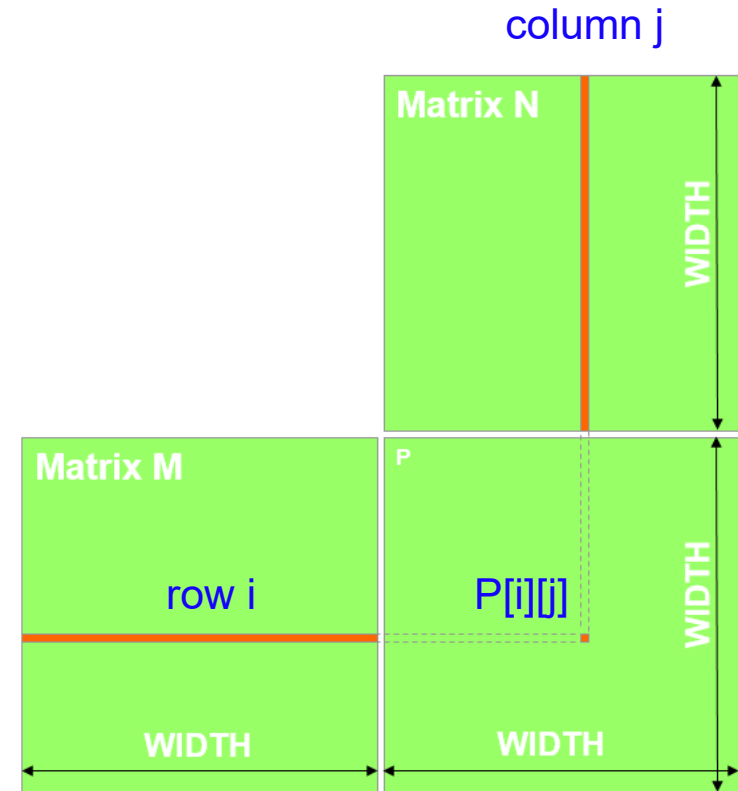 column j
Matrix N
WIDTH
Matrix M
P
row i
P[i][j]
WIDTH
WIDTH
WIDTH